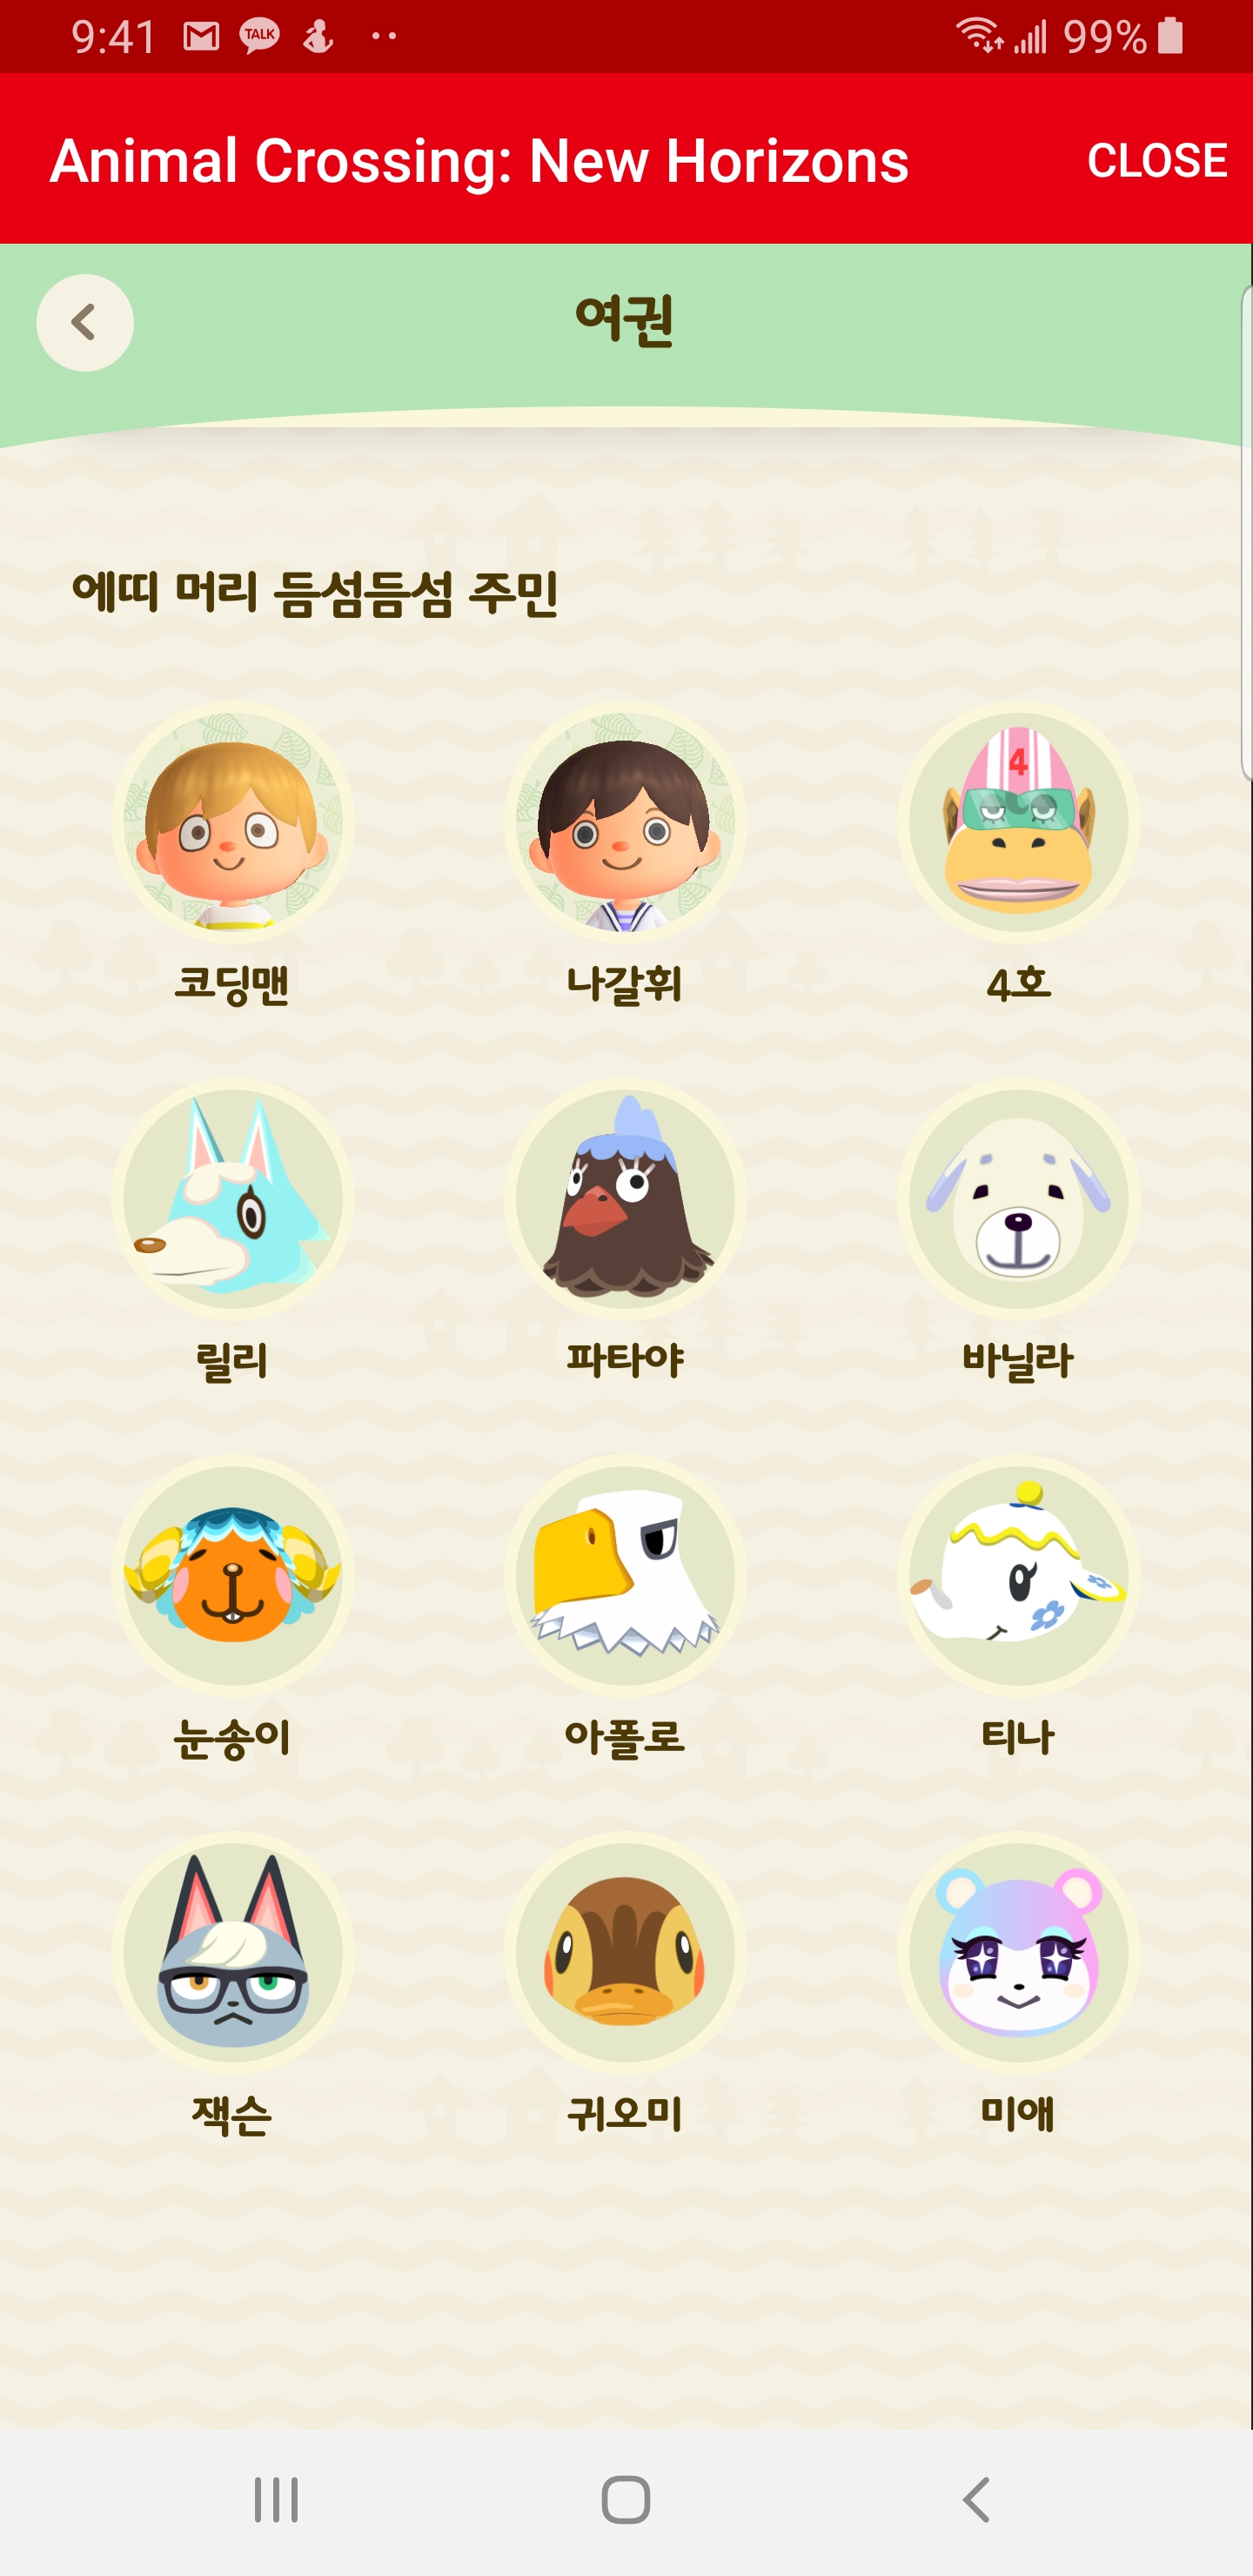 9:41 TALK 99%
Animal Crossing: New Horizons CLOSE
여권
에띠 머리 듬섬듬섬 주민
4
코딩맨 나갈휘 4호
릴리 파타야 바닐라
눈송이 아폴로 티나
잭슨 귀오미 미애